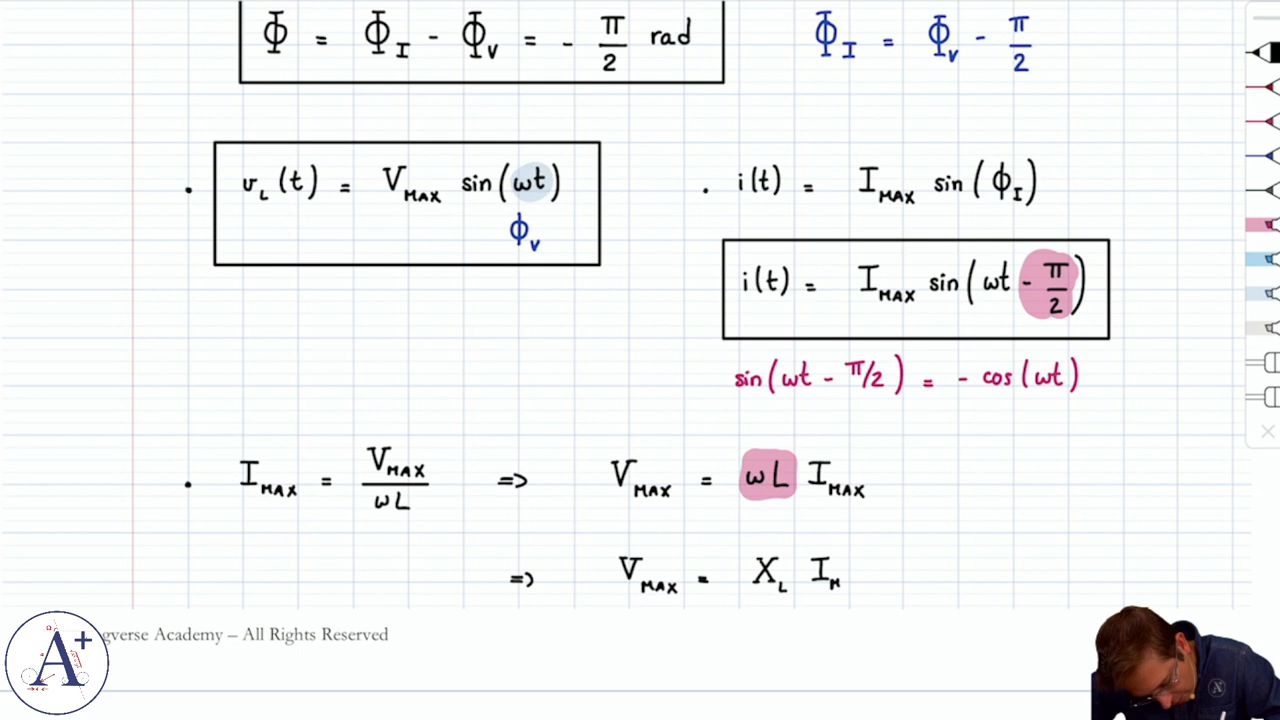 Φ = Φ_I - Φ_V = - π/2 rad
Φ_I = Φ_V - π/2
. v_L(t) = V_MAX sin(ωt)
ϕ_V
. i(t) = I_MAX sin(ϕ_I)
i(t) = I_MAX sin(ωt - π/2)
sin(ωt - π/2) = - cos(ωt)
. I_MAX = V_MAX/ωL => V_MAX = ωL I_MAX
=> V_MAX = X_L I_M
gverse Academy – All Rights Reserved
A+